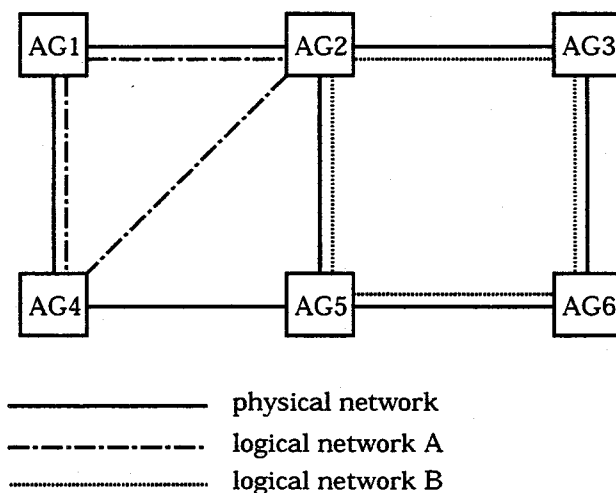 AG1 AG2 AG3
AG4 AG5 AG6
physical network
logical network A
logical network B